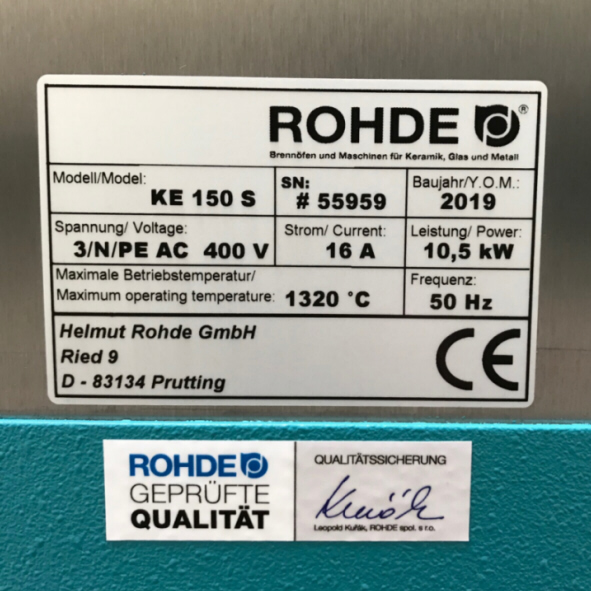 ROHDE ®
Brennöfen und Maschinen für Keramik, Glas und Metall
Modell/Model: KE 150 S
SN: # 55959
Baujahr/Y.O.M.: 2019
Spannung/ Voltage: 3/N/PE AC 400 V
Strom/ Current: 16 A
Leistung/ Power: 10,5 kW
Maximale Betriebstemperatur/
Maximum operating temperature: 1320 °C
Frequenz: 50 Hz
Helmut Rohde GmbH
Ried 9
D - 83134 Prutting
CE
ROHDE
GEPRÜFTE
QUALITÄT
QUALITÄTSSICHERUNG
Leopold Kuřák, ROHDE spol. s r.o.